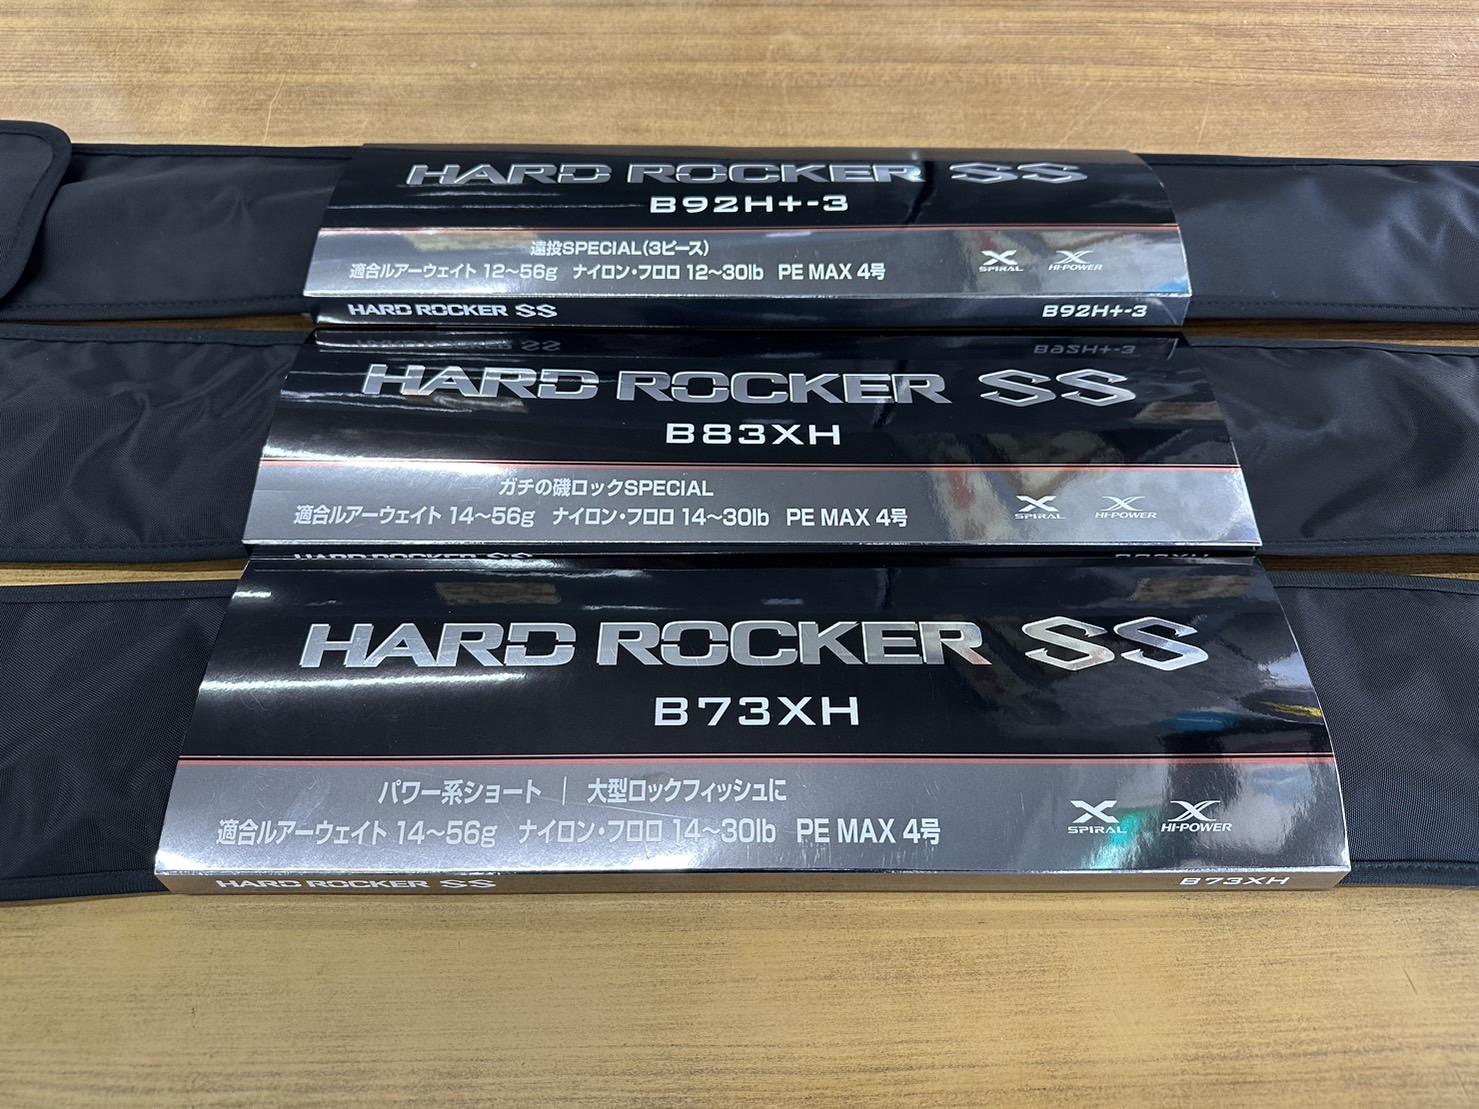 HARD ROCKER SS
B92H+-3
遠投SPECIAL(3ピース)
適合ルアーウェイト 12~56g ナイロン・フロロ 12~30lb PE MAX 4号
X SPIRAL X HI-POWER
HARD ROCKER SS B92H+-3
HARD ROCKER SS
B83XH
ガチの磯ロックSPECIAL
適合ルアーウェイト 14~56g ナイロン・フロロ 14~30lb PE MAX 4号
X SPIRAL X HI-POWER
HARD ROCKER SS B83XH
HARD ROCKER SS
B73XH
パワー系ショート | 大型ロックフィッシュに
適合ルアーウェイト 14~56g ナイロン・フロロ 14~30lb PE MAX 4号
X SPIRAL X HI-POWER
HARD ROCKER SS B73XH